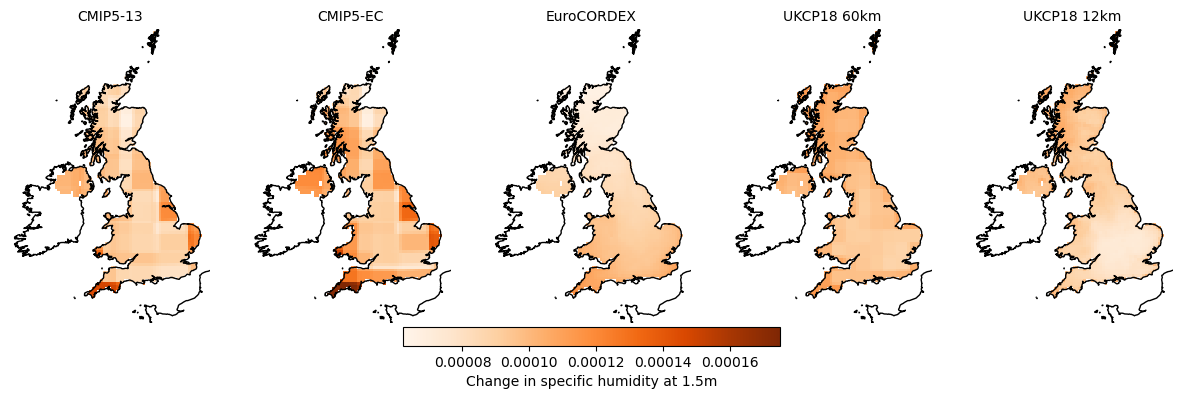 CMIP5-13 CMIP5-EC EuroCORDEX UKCP18 60km UKCP18 12km
0.00008 0.00010 0.00012 0.00014 0.00016
Change in specific humidity at 1.5m